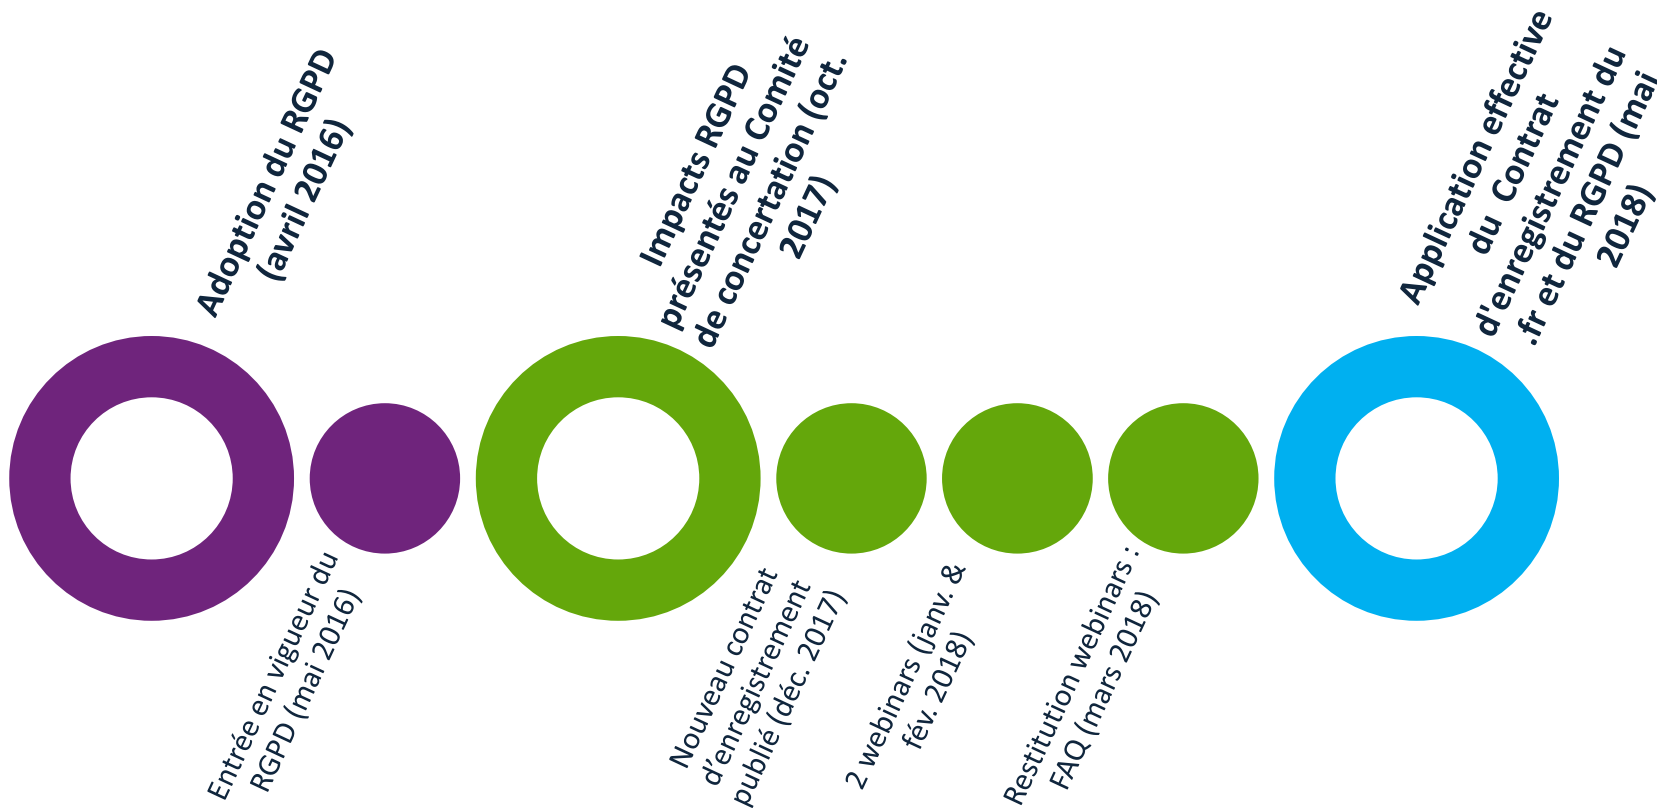 Adoption du RGPD
(avril 2016)
Entrée en vigueur du
RGPD (mai 2016)
Impacts RGPD
présentés au Comité
de concertation (oct.
2017)
Nouveau contrat
d’enregistrement
publié (déc. 2017)
2 webinars (janv. &
fév. 2018)
Restitution webinars :
FAQ (mars 2018)
Application effective
du  Contrat
d'enregistrement du
.fr et du RGPD (mai
2018)